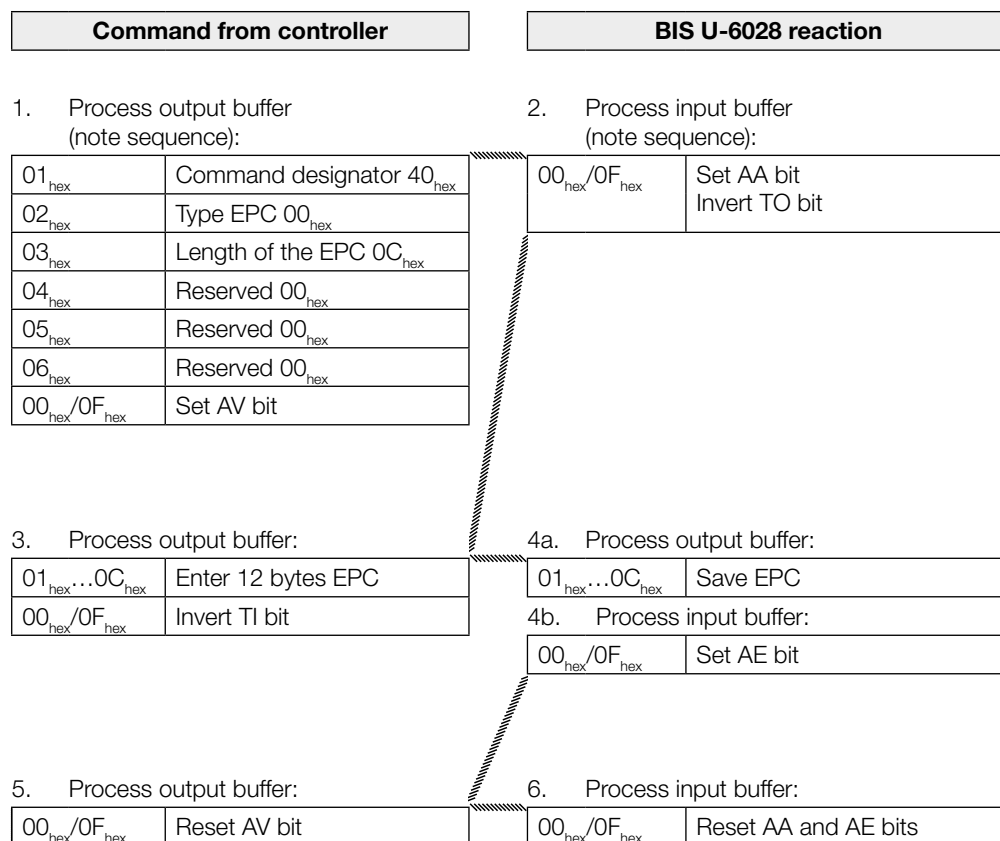 Command from controller
BIS U-6028 reaction
1. Process output buffer
(note sequence):
01hex Command designator 40hex
02hex Type EPC 00hex
03hex Length of the EPC 0Chex
04hex Reserved 00hex
05hex Reserved 00hex
06hex Reserved 00hex
00hex/0Fhex Set AV bit
2. Process input buffer
(note sequence):
00hex/0Fhex Set AA bit
Invert TO bit
3. Process output buffer:
01hex…0Chex Enter 12 bytes EPC
00hex/0Fhex Invert TI bit
4a. Process output buffer:
01hex…0Chex Save EPC
4b. Process input buffer:
00hex/0Fhex Set AE bit
5. Process output buffer:
00hex/0Fhex Reset AV bit
6. Process input buffer:
00hex/0Fhex Reset AA and AE bits